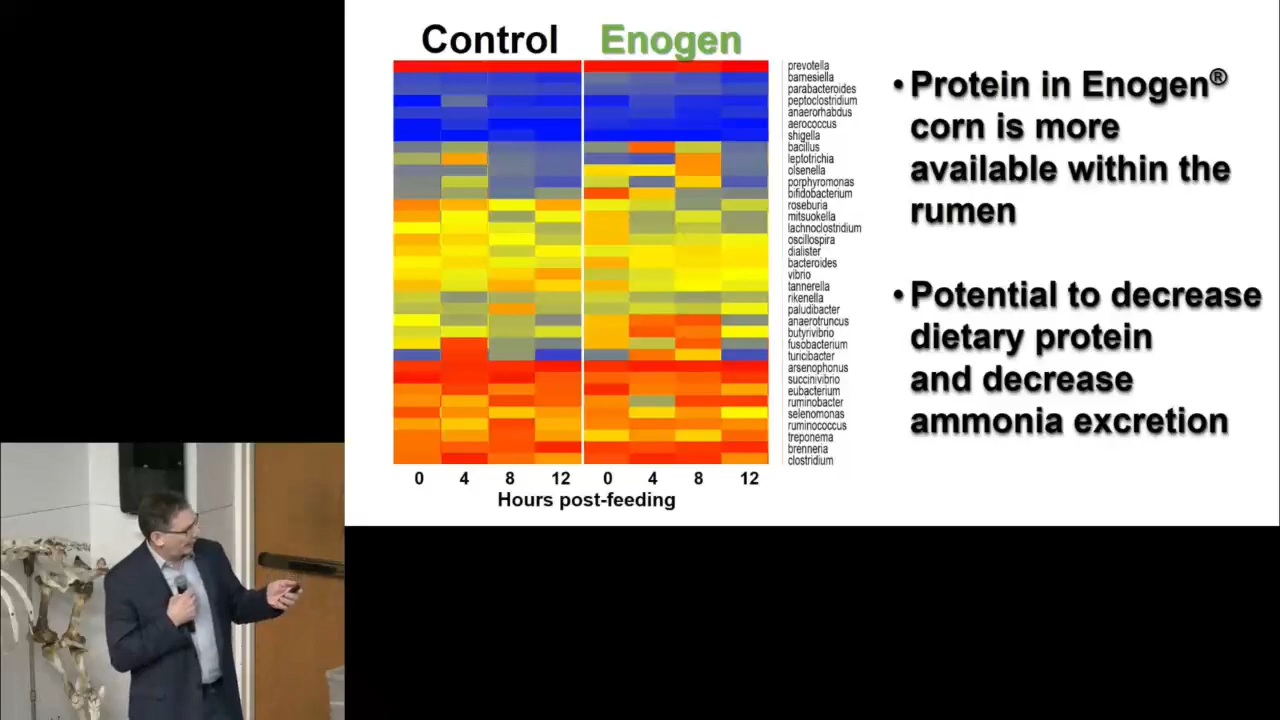 Control Enogen
prevotella
barnesiella
parabacteroides
peptoclostridium
anaerorhabdus
aerococcus
shigella
bacillus
leptotrichia
olsenella
porphyromonas
bifidobacterium
roseburia
mitsuokella
lachnoclostridium
oscillospira
dialister
bacteroides
vibrio
tannerella
rikenella
paludibacter
anaerotruncus
butyrivibrio
fusobacterium
turicibacter
arsenophonus
succinivibrio
eubacterium
ruminobacter
selenomonas
ruminococcus
treponema
brenneria
clostridium
0 4 8 12 0 4 8 12
Hours post-feeding
• Protein in Enogen®
corn is more
available within the
rumen
• Potential to decrease
dietary protein
and decrease
ammonia excretion